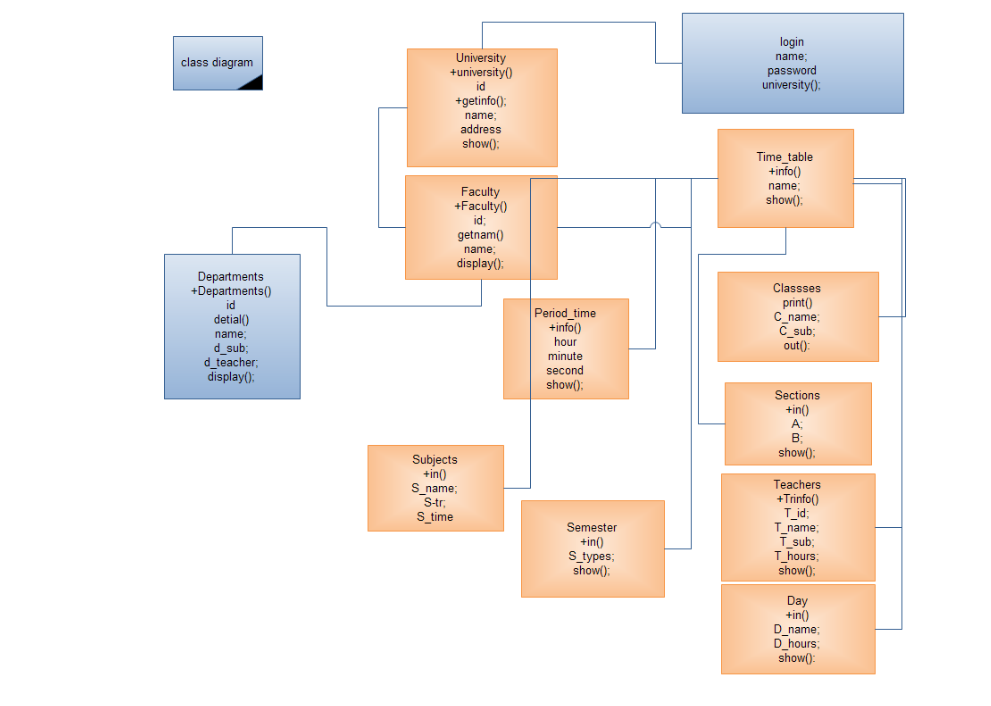 class diagram
University
+university()
id
+getinfo();
name;
address
show();
login
name;
password
university();
Time_table
+info()
name;
show();
Faculty
+Faculty()
id;
getnam()
name;
display();
Departments
+Departments()
id
detial()
name;
d_sub;
d_teacher;
display();
Period_time
+info()
hour
minute
second
show();
Classses
print()
C_name;
C_sub;
out():
Sections
+in()
A;
B;
show();
Subjects
+in()
S_name;
S-tr;
S_time
Semester
+in()
S_types;
show();
Teachers
+Trinfo()
T_id;
T_name;
T_sub;
T_hours;
show();
Day
+in()
D_name;
D_hours;
show():